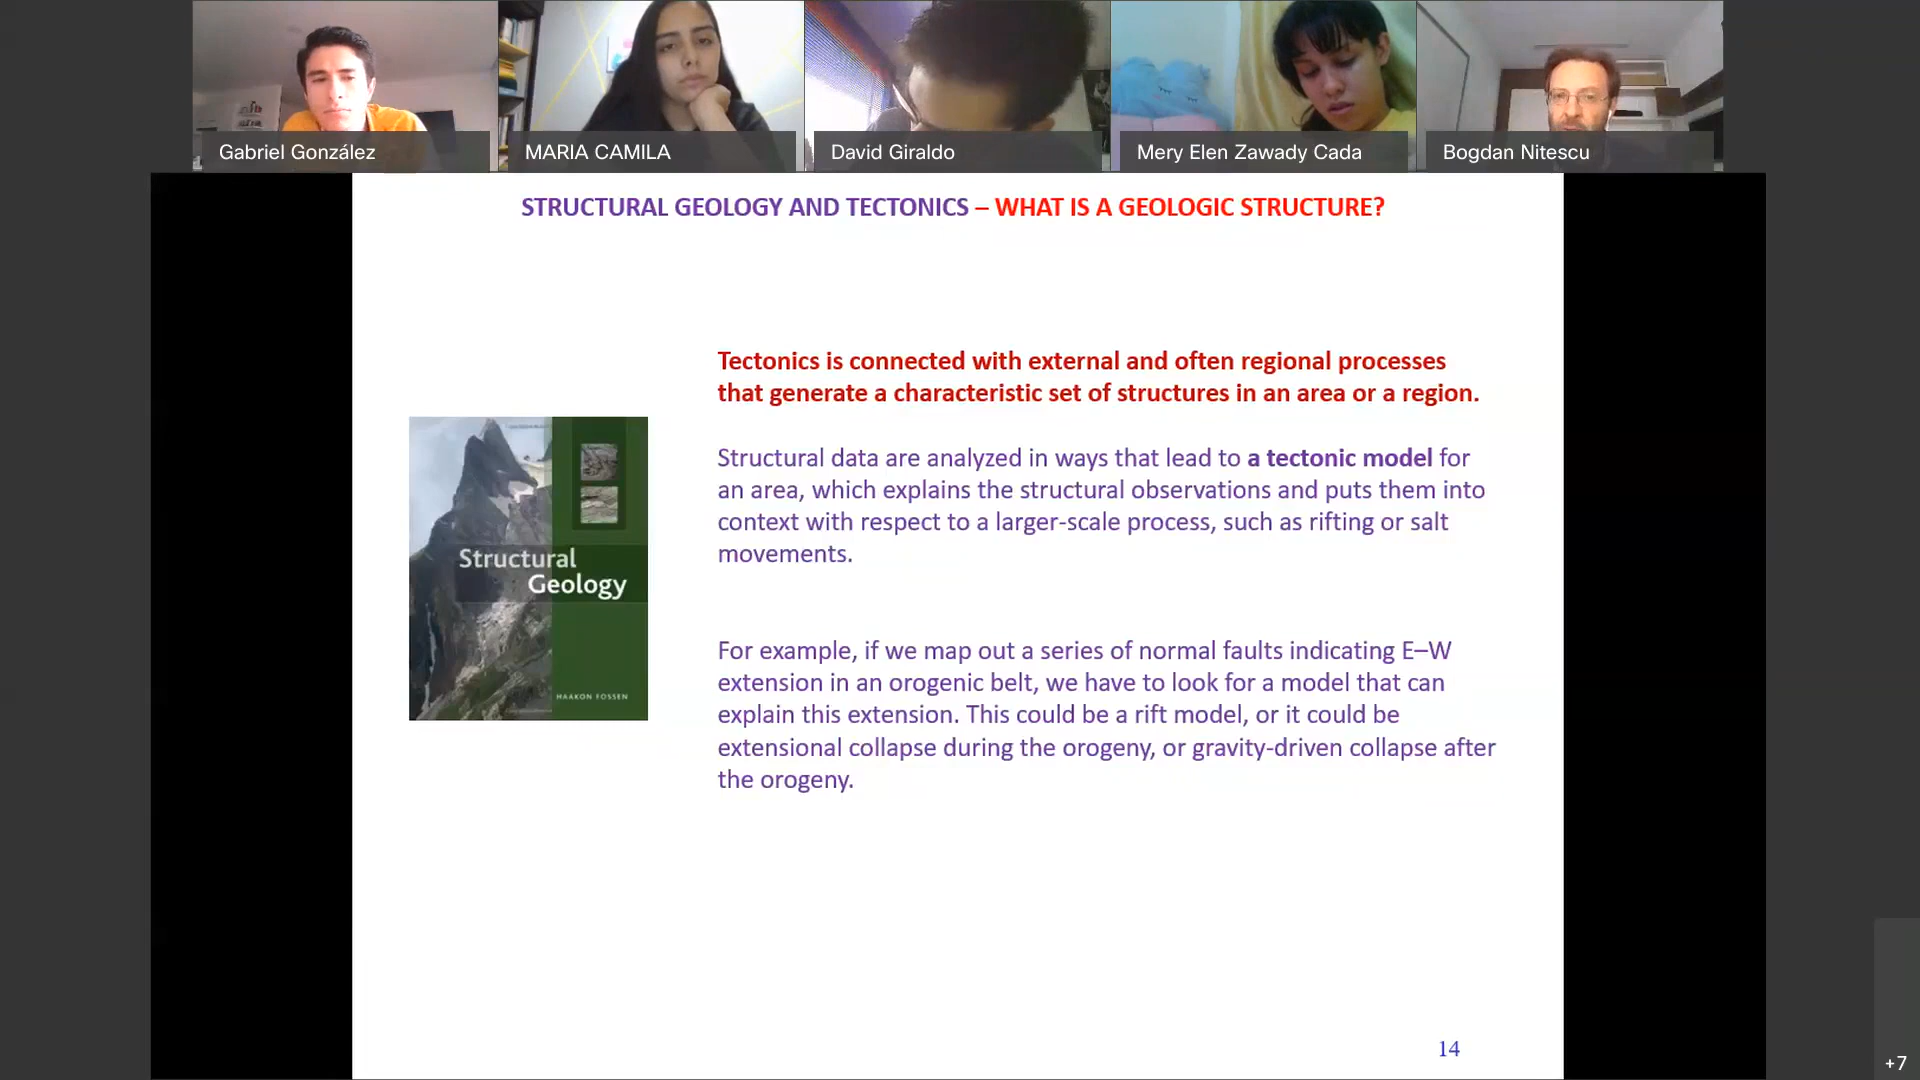 Gabriel González
MARIA CAMILA
David Giraldo
Mery Elen Zawady Cada
Bogdan Nitescu
STRUCTURAL GEOLOGY AND TECTONICS – WHAT IS A GEOLOGIC STRUCTURE?
Tectonics is connected with external and often regional processes
that generate a characteristic set of structures in an area or a region.
Structural data are analyzed in ways that lead to a tectonic model for
an area, which explains the structural observations and puts them into
context with respect to a larger-scale process, such as rifting or salt
movements.
Structural
Geology
HAAKON FOSSEN
For example, if we map out a series of normal faults indicating E–W
extension in an orogenic belt, we have to look for a model that can
explain this extension. This could be a rift model, or it could be
extensional collapse during the orogeny, or gravity-driven collapse after
the orogeny.
14
+7